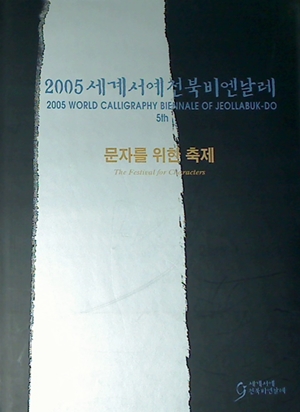 2005 세계서예전북비엔날레
2005 WORLD CALLIGRAPHY BIENNALE OF JEOLLABUK-DO
5th
문자를 위한 축제
The Festival for Characters
세계서예
전북비엔날레